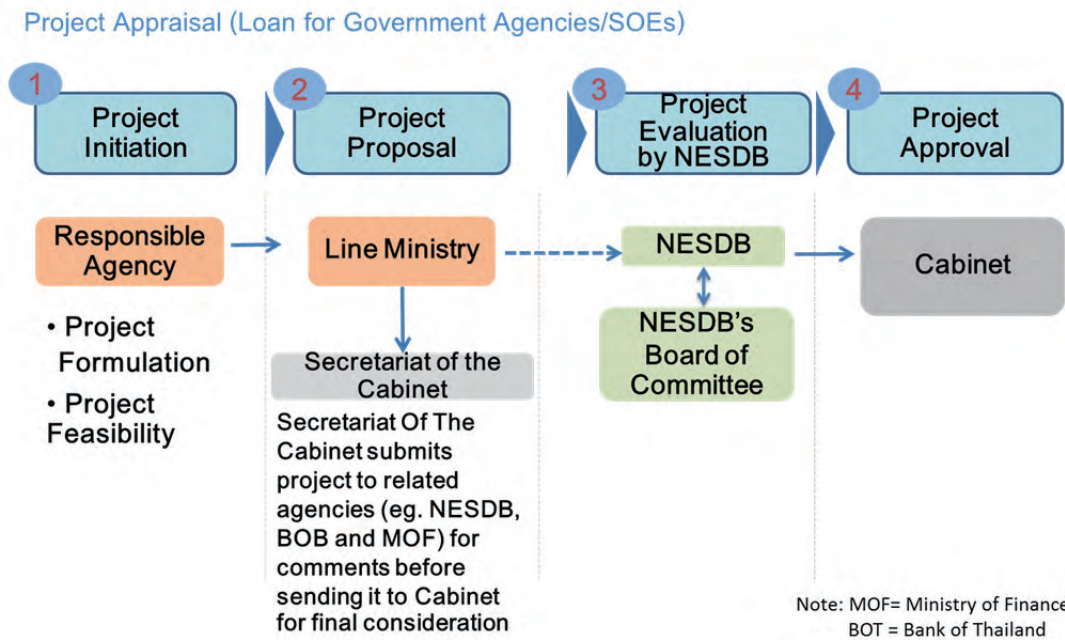 Project Appraisal (Loan for Government Agencies/SOEs)
1
Project
Initiation
2
Project
Proposal
3
Project
Evaluation
by NESDB
4
Project
Approval
Responsible
Agency
Line Ministry
NESDB
Cabinet
• Project
Formulation
• Project
Feasibility
Secretariat of the
Cabinet
NESDB's
Board of
Committee
Secretariat Of The
Cabinet submits
project to related
agencies (eg. NESDB,
BOB and MOF) for
comments before
sending it to Cabinet
for final consideration
Note: MOF= Ministry of Finance
BOT = Bank of Thailand